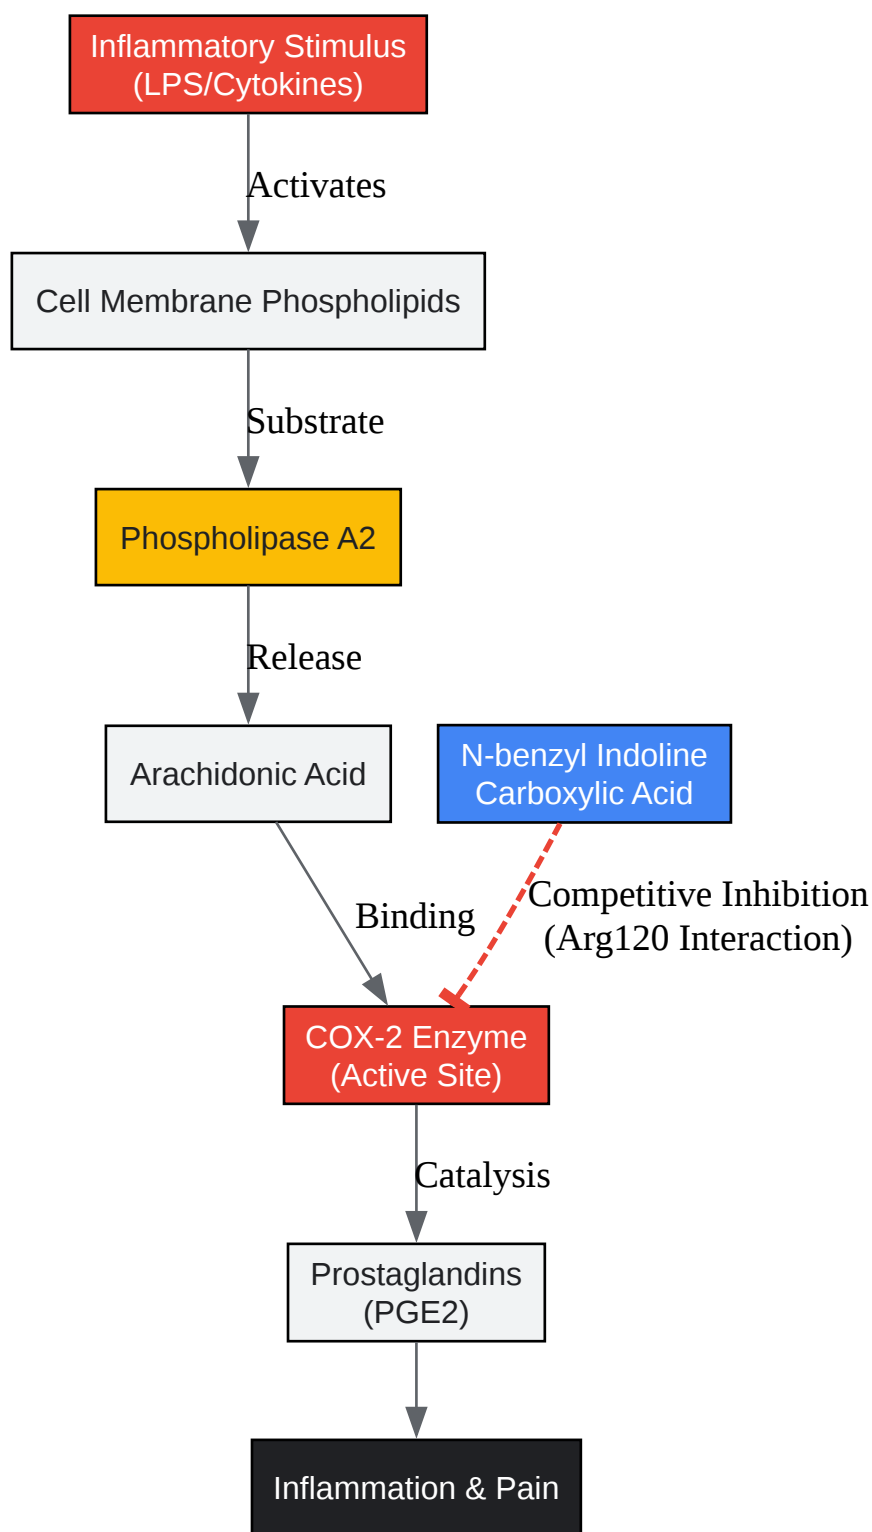 Inflammatory Stimulus
(LPS/Cytokines)
Activates
Cell Membrane Phospholipids
Substrate
Phospholipase A2
Release
Arachidonic Acid
N-benzyl Indoline
Carboxylic Acid
Binding
Competitive Inhibition
(Arg120 Interaction)
COX-2 Enzyme
(Active Site)
Catalysis
Prostaglandins
(PGE2)
Inflammation & Pain